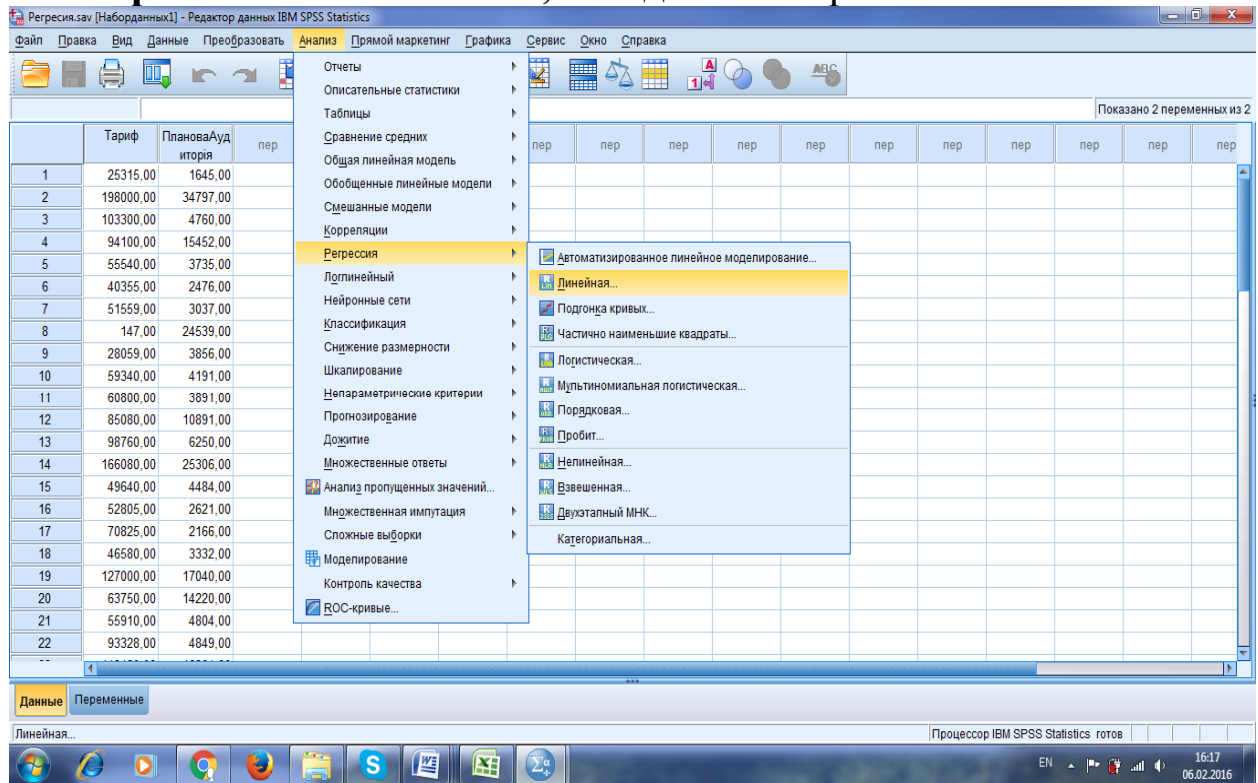 Регресия.sav [Наборданных1] - Редактор данных IBM SPSS Statistics
Файл Правка Вид Данные Преобразовать Анализ Прямой маркетинг Графика Сервис Окно Справка
Показано 2 переменных из 2
Тариф ПлановаАудиторія пер пер пер пер пер пер пер пер пер пер пер пер
1 25315,00 1645,00
2 198000,00 34797,00
3 103300,00 4760,00
4 94100,00 15452,00
5 55540,00 3735,00
6 40355,00 2476,00
7 51559,00 3037,00
8 147,00 24539,00
9 28059,00 3856,00
10 59340,00 4191,00
11 60800,00 3891,00
12 85080,00 10891,00
13 98760,00 6250,00
14 166080,00 25306,00
15 49640,00 4484,00
16 52805,00 2621,00
17 70825,00 2166,00
18 46580,00 3332,00
19 127000,00 17040,00
20 63750,00 14220,00
21 55910,00 4804,00
22 93328,00 4849,00
Отчеты
Описательные статистики
Таблицы
Сравнение средних
Общая линейная модель
Обобщенные линейные модели
Смешанные модели
Корреляции
Регрессия
Логлинейный
Нейронные сети
Классификация
Снижение размерности
Шкалирование
Непараметрические критерии
Прогнозирование
Дожитие
Множественные ответы
Анализ пропущенных значений...
Множественная импутация
Сложные выборки
Моделирование
Контроль качества
ROC-кривые...
Автоматизированное линейное моделирование...
Линейная...
Подгонка кривых...
Частично наименьшие квадраты...
Логистическая...
Мультиномиальная логистическая...
Порядковая...
Пробит...
Нелинейная...
Взвешенная...
Двухэтапный МНК...
Категориальная...
Данные Переменные
Линейная...
Процессор IBM SPSS Statistics готов
EN
16:17
06.02.2016